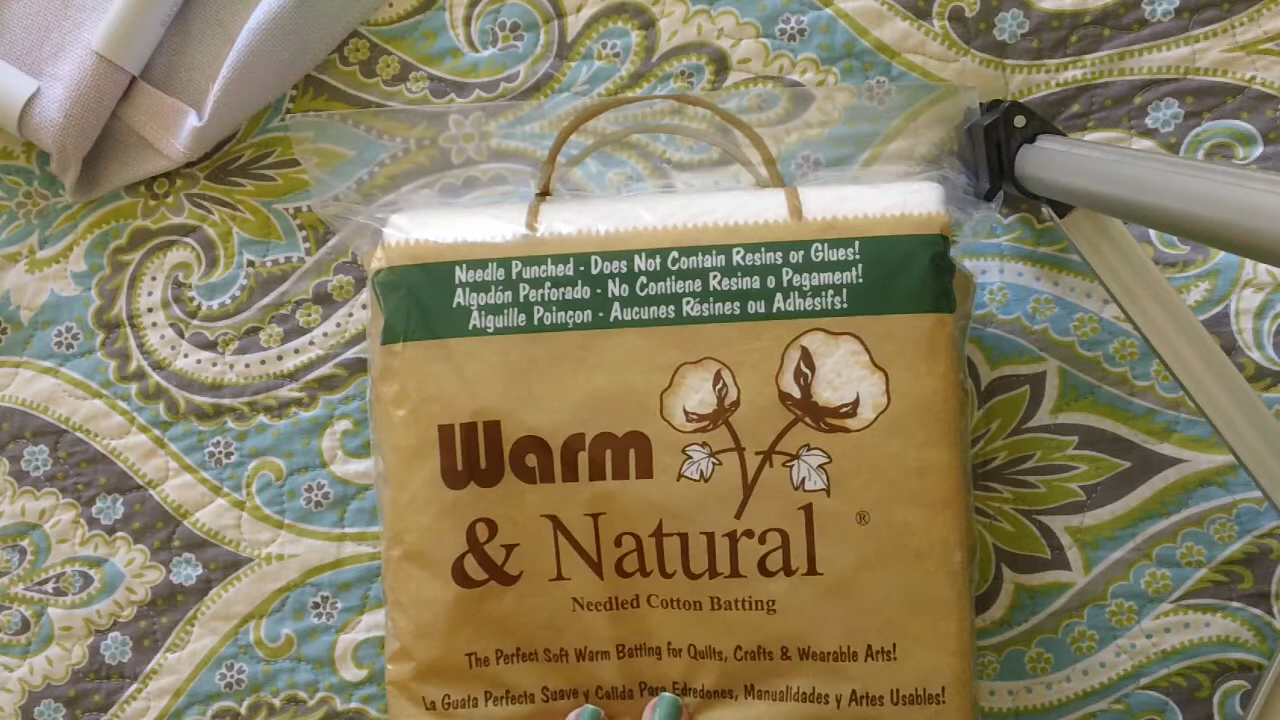 Needle Punched - Does Not Contain Resins or Glues!
Algodón Perforado - No Contiene Resina o Pegament!
Aiguille Poinçon - Aucunes Résines ou Adhésifs!
Warm
& Natural ®
Needled Cotton Batting
The Perfect Soft Warm Batting for Quilts, Crafts & Wearable Arts!
La Guata Perfecta Suave y Calida Para Edredones, Manualidades y Artes Usables!